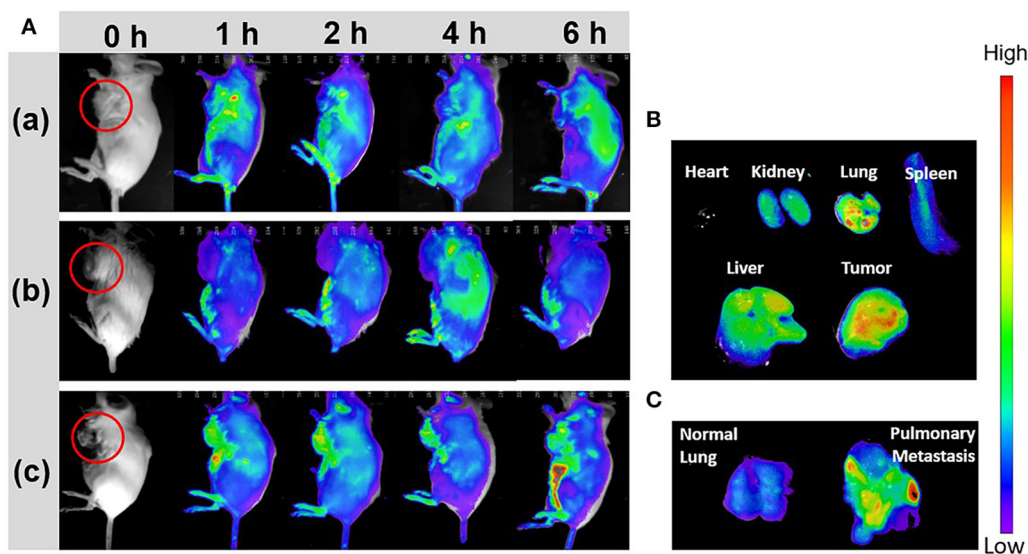 A
0 h
1 h
2 h
4 h
6 h
(a)
(b)
(c)
B
Heart
Kidney
Lung
Spleen
Liver
Tumor
C
Normal
Lung
Pulmonary
Metastasis
High
Low